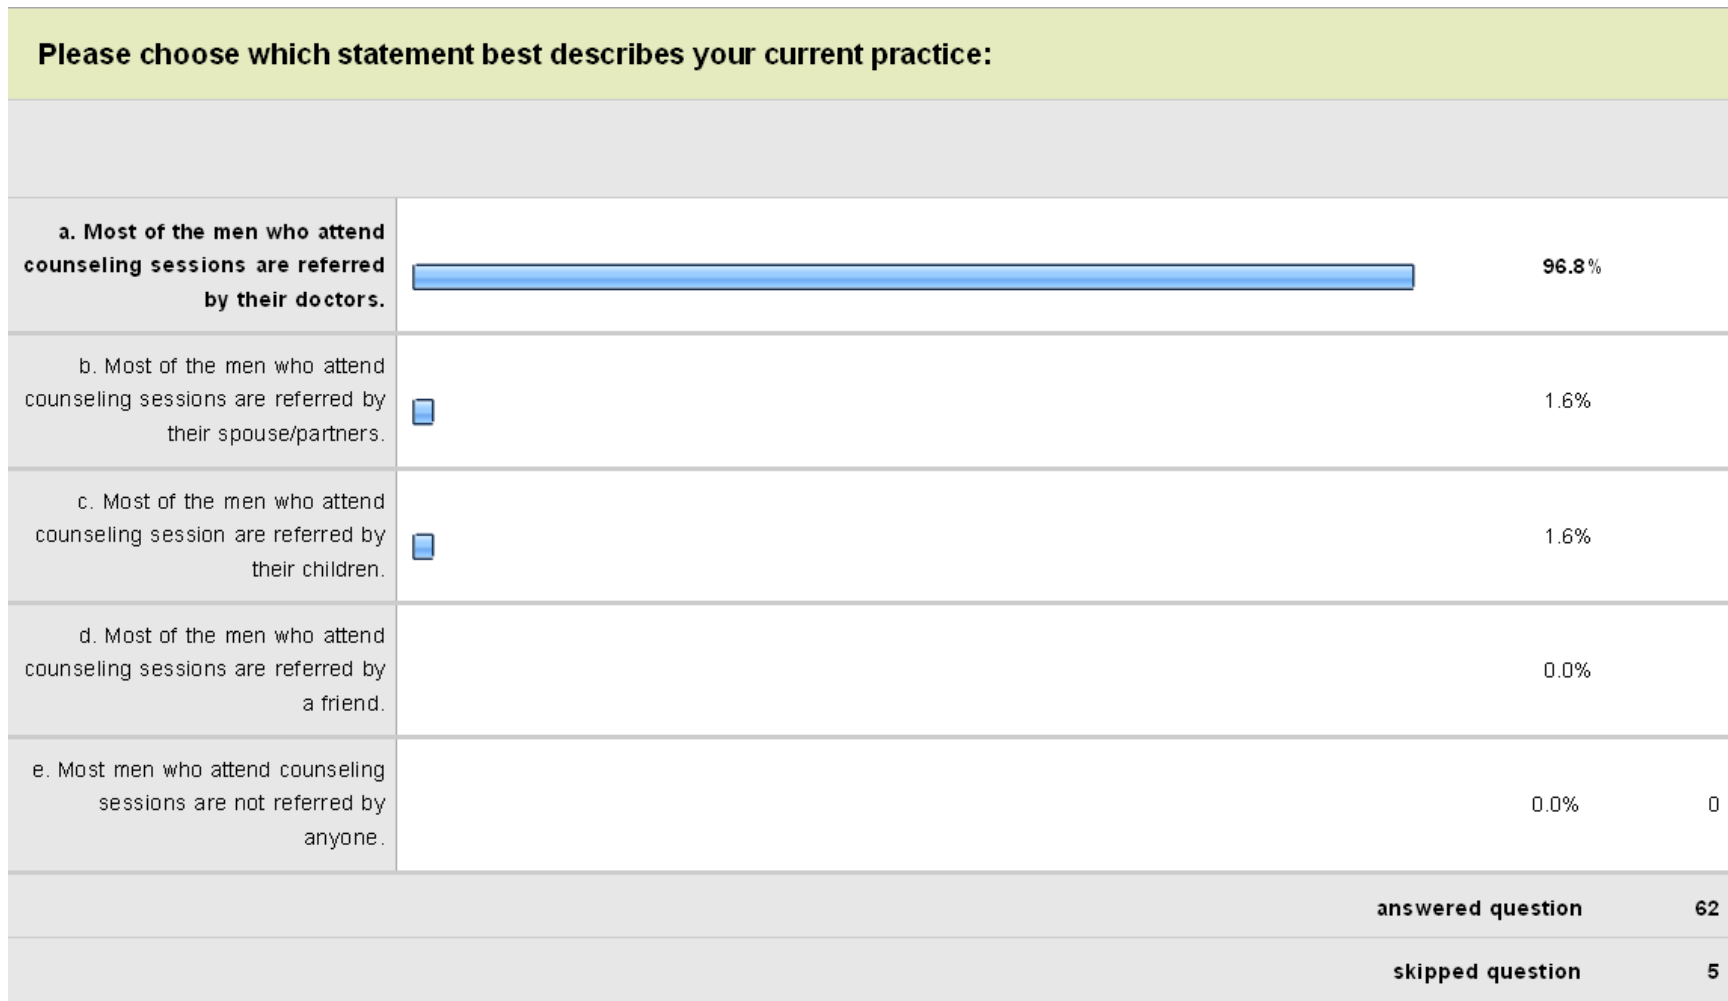 Please choose which statement best describes your current practice:
a. Most of the men who attend
counseling sessions are referred
by their doctors.
96.8%
b. Most of the men who attend
counseling sessions are referred by
their spouse/partners.
1.6%
c. Most of the men who attend
counseling session are referred by
their children.
1.6%
d. Most of the men who attend
counseling sessions are referred by
a friend.
0.0%
e. Most men who attend counseling
sessions are not referred by
anyone.
0.0% 0
answered question 62
skipped question 5